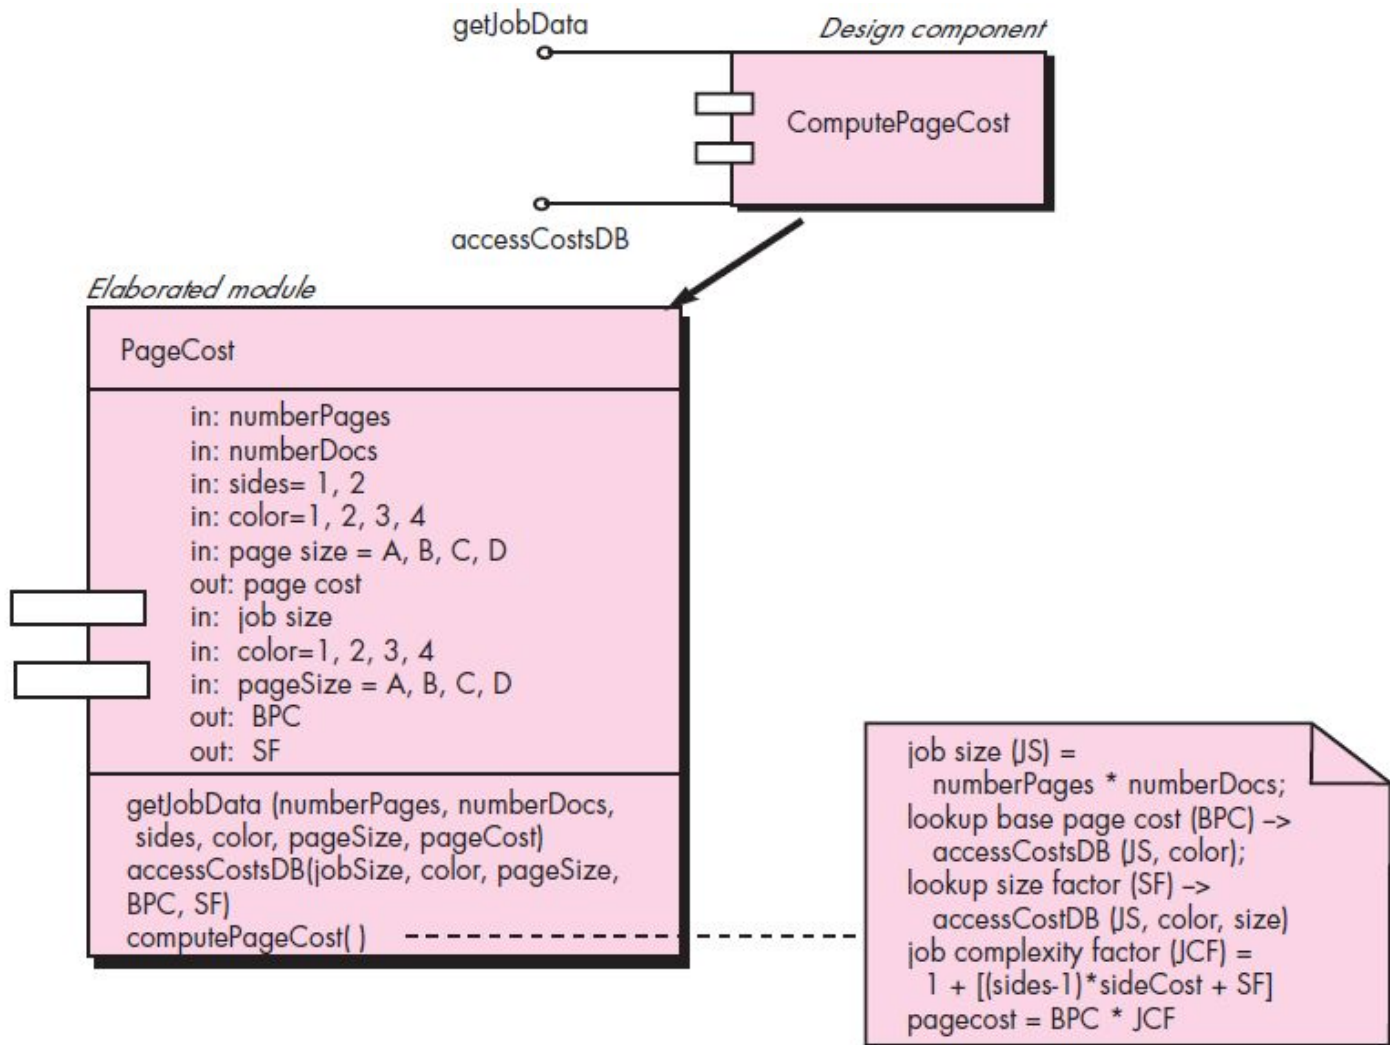 getJobData
Design component
ComputePageCost
accessCostsDB
Elaborated module
PageCost
in: numberPages
in: numberDocs
in: sides= 1, 2
in: color=1, 2, 3, 4
in: page size = A, B, C, D
out: page cost
in: job size
in: color=1, 2, 3, 4
in: pageSize = A, B, C, D
out: BPC
out: SF
getJobData (numberPages, numberDocs,
sides, color, pageSize, pageCost)
accessCostsDB(jobSize, color, pageSize,
BPC, SF)
computePageCost( )
job size (JS) =
numberPages * numberDocs;
lookup base page cost (BPC) –>
accessCostsDB (JS, color);
lookup size factor (SF) –>
accessCostDB (JS, color, size)
job complexity factor (JCF) =
1 + [(sides-1)*sideCost + SF]
pagecost = BPC * JCF